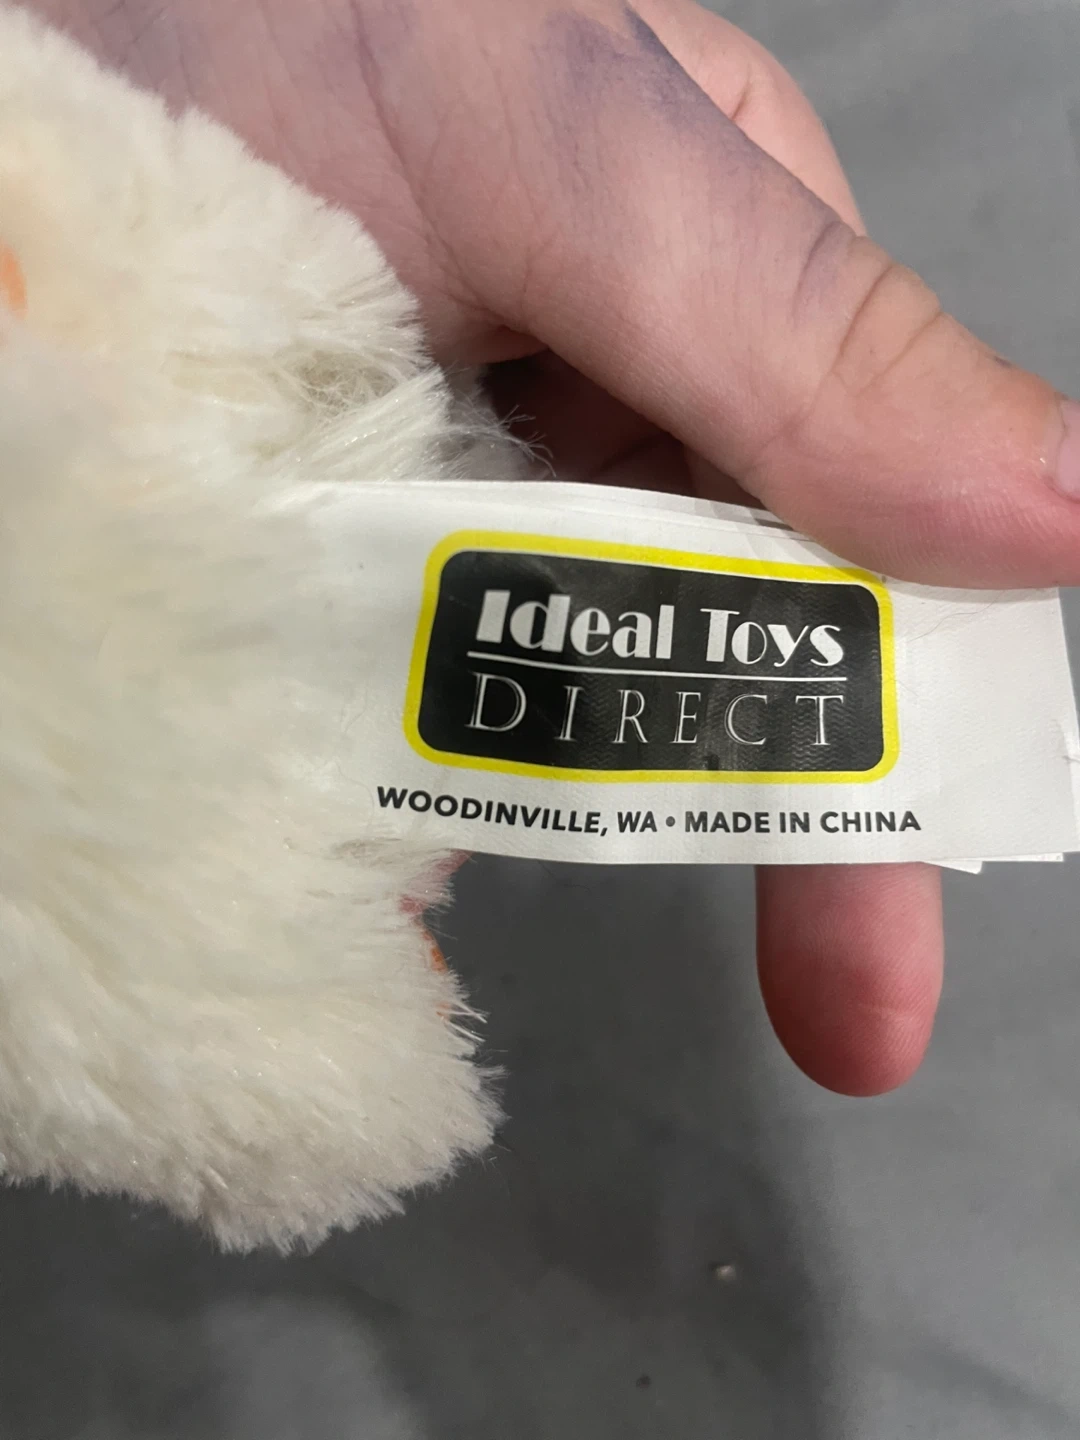 Ideal Toys
DIRECT
WOODINVILLE, WA • MADE IN CHINA